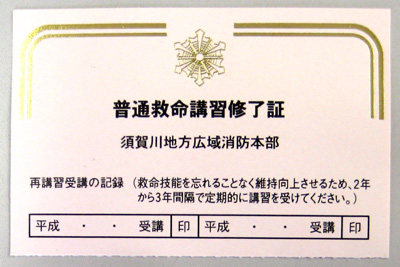 普通救命講習修了証
須賀川地方広域消防本部
再講習受講の記録 （救命技能を忘れることなく維持向上させるため、2年
から3年間隔で定期的に講習を受けてください。）
平成 ・ ・ 受講 印 平成 ・ ・ 受講 印